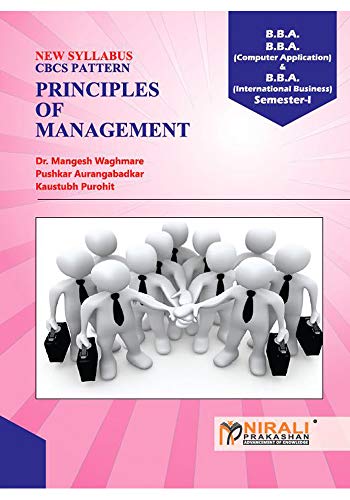 B.B.A.
B.B.A.
(Computer Application)
&
B.B.A.
(International Business)
Semester-I
NEW SYLLABUS
CBCS PATTERN
PRINCIPLES
OF
MANAGEMENT
Dr. Mangesh Waghmare
Pushkar Aurangabadkar
Kaustubh Purohit
NIRALI
PRAKASHAN
ADVANCEMENT OF KNOWLEDGE